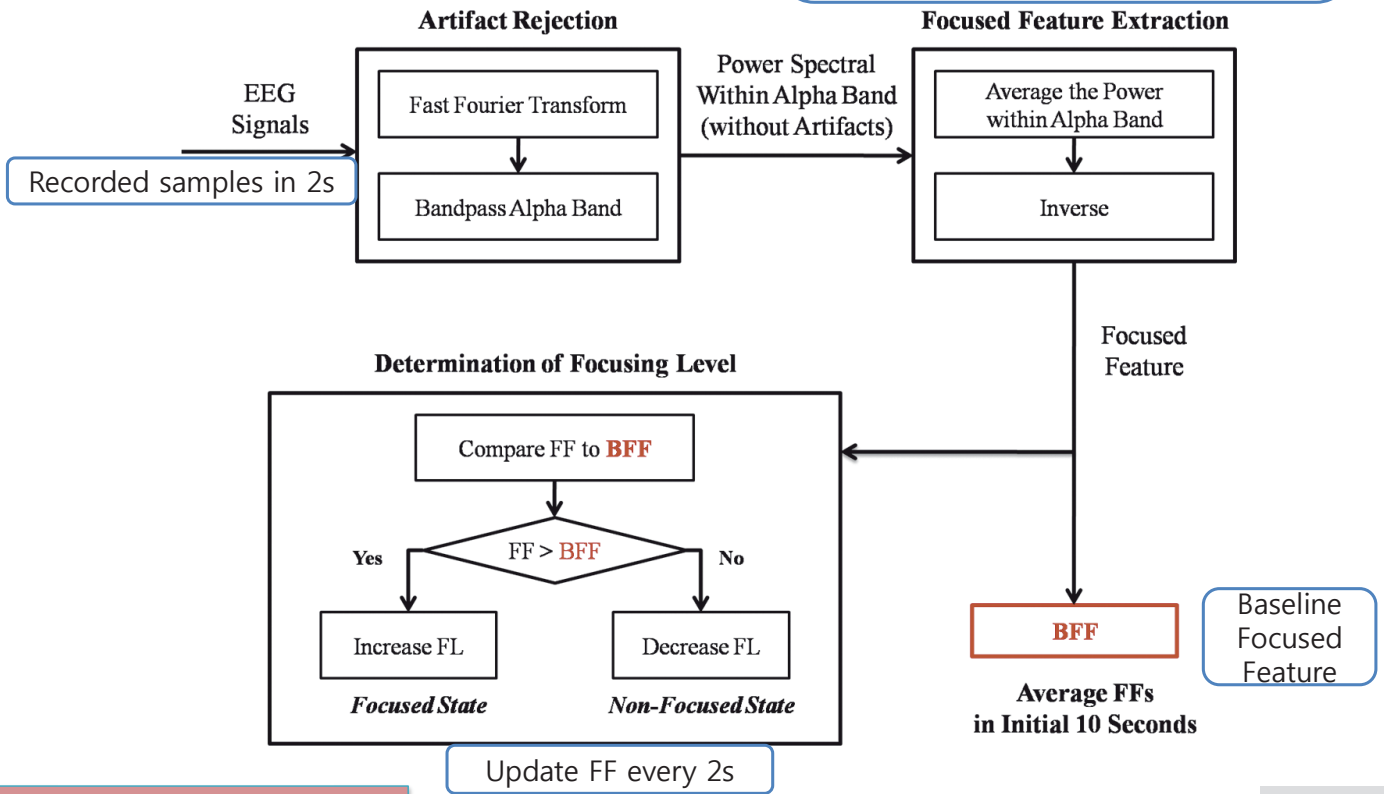 Artifact Rejection
Focused Feature Extraction
EEG
Signals
Recorded samples in 2s
Fast Fourier Transform
Bandpass Alpha Band
Power Spectral
Within Alpha Band
(without Artifacts)
Average the Power
within Alpha Band
Inverse
Focused
Feature
Determination of Focusing Level
Compare FF to BFF
FF > BFF
Yes
No
Increase FL
Decrease FL
Focused State
Non-Focused State
Update FF every 2s
BFF
Average FFs
in Initial 10 Seconds
Baseline
Focused
Feature